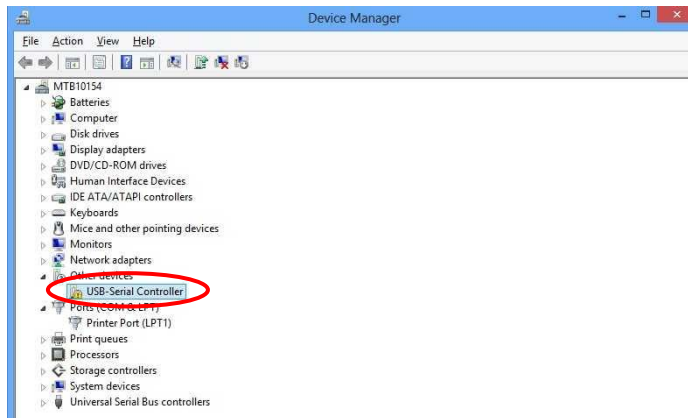 Device Manager
File Action View Help
MTB10154
Batteries
Computer
Disk drives
Display adapters
DVD/CD-ROM drives
Human Interface Devices
IDE ATA/ATAPI controllers
Keyboards
Mice and other pointing devices
Monitors
Network adapters
Other devices
USB-Serial Controller
Ports (COM & LPT)
Printer Port (LPT1)
Print queues
Processors
Storage controllers
System devices
Universal Serial Bus controllers